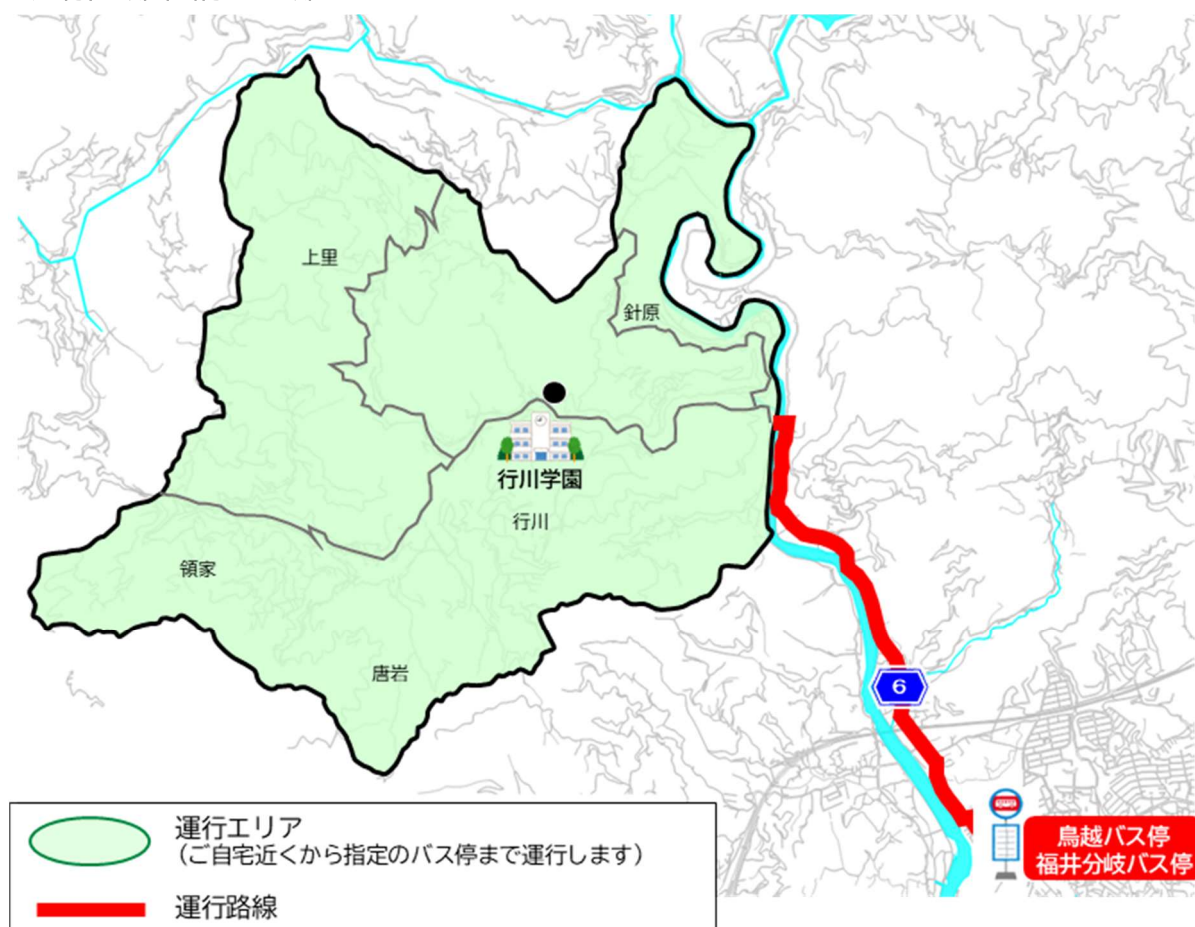 上里
針原
行川学園
行川
領家
唐岩
6
鳥越バス停
福井分岐バス停
運行エリア
（ご自宅近くから指定のバス停まで運行します）
運行路線